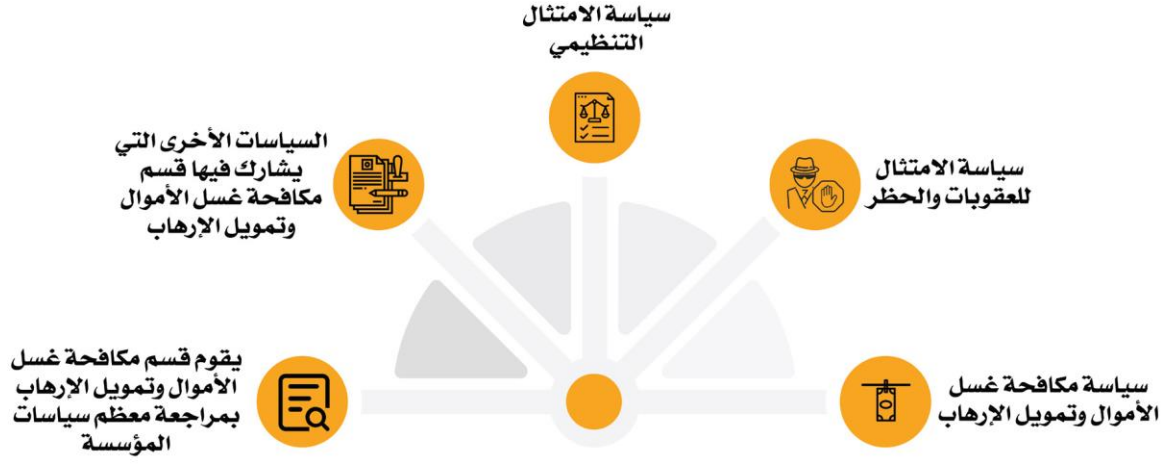 سياسة الامتثال
التنظيمي
سياسة الامتثال
للعقوبات والحظر
السياسات الأخرى التي
يشارك فيها قسم
مكافحة غسل الأموال
وتمويل الإرهاب
سياسة مكافحة غسل
الأموال وتمويل الإرهاب
يقوم قسم مكافحة غسل
الأموال وتمويل الإرهاب
بمراجعة معظم سياسات
المؤسسة